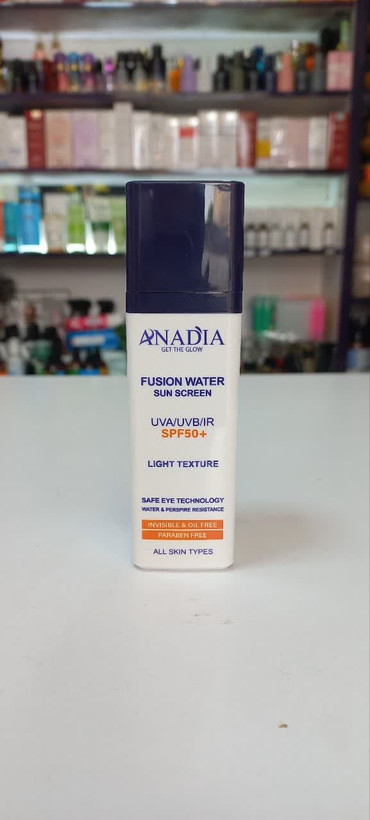 ANADIA
GET THE GLOW
FUSION WATER
SUN SCREEN
UVA/UVB/IR
SPF50+
LIGHT TEXTURE
SAFE EYE TECHNOLOGY
WATER & PERSPIRE RESISTANCE
INVISIBLE & OIL FREE
PARABEN FREE
ALL SKIN TYPES